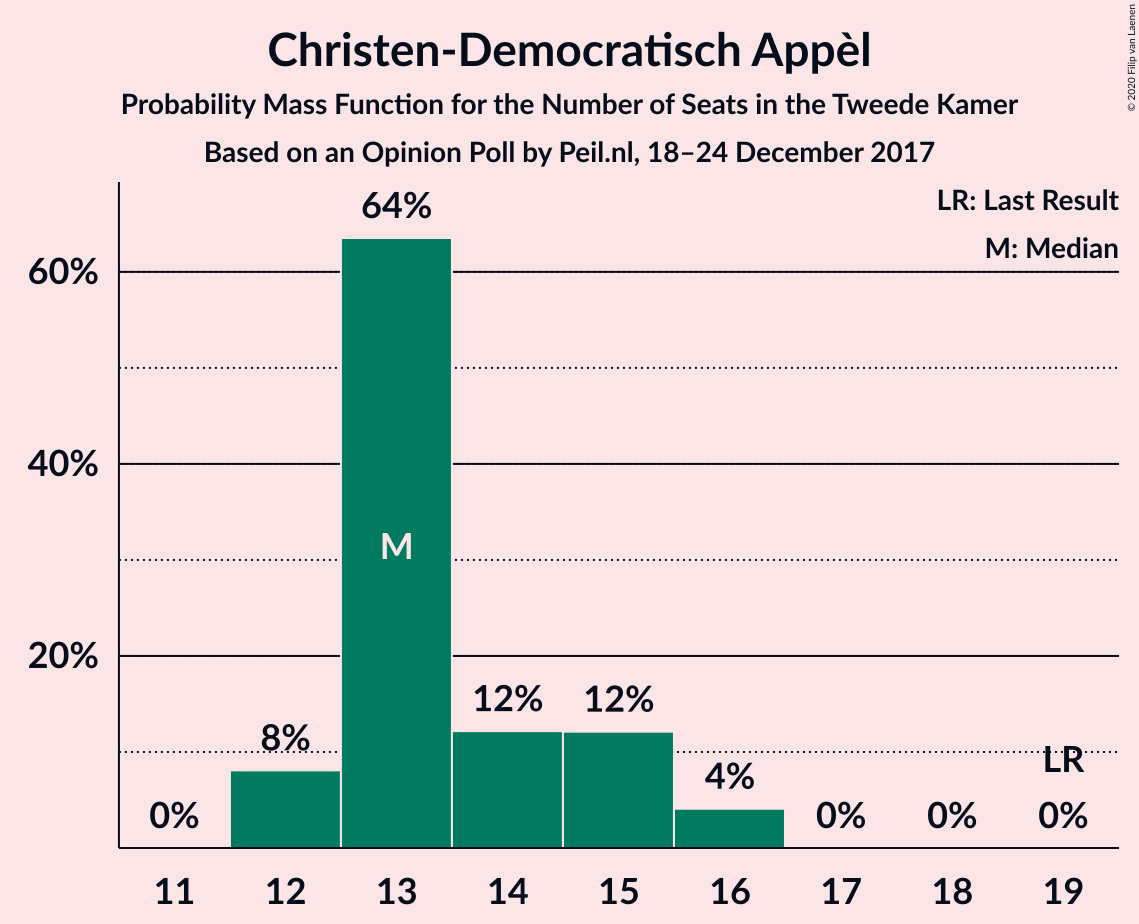 Christen-Democratisch Appèl
Probability Mass Function for the Number of Seats in the Tweede Kamer
Based on an Opinion Poll by Peil.nl, 18–24 December 2017
© 2020 Filip van Laenen
LR: Last Result
M: Median
64%
60%
40%
M
20%
12% 12%
8%
4%
LR
0% 0% 0% 0%
11 12 13 14 15 16 17 18 19